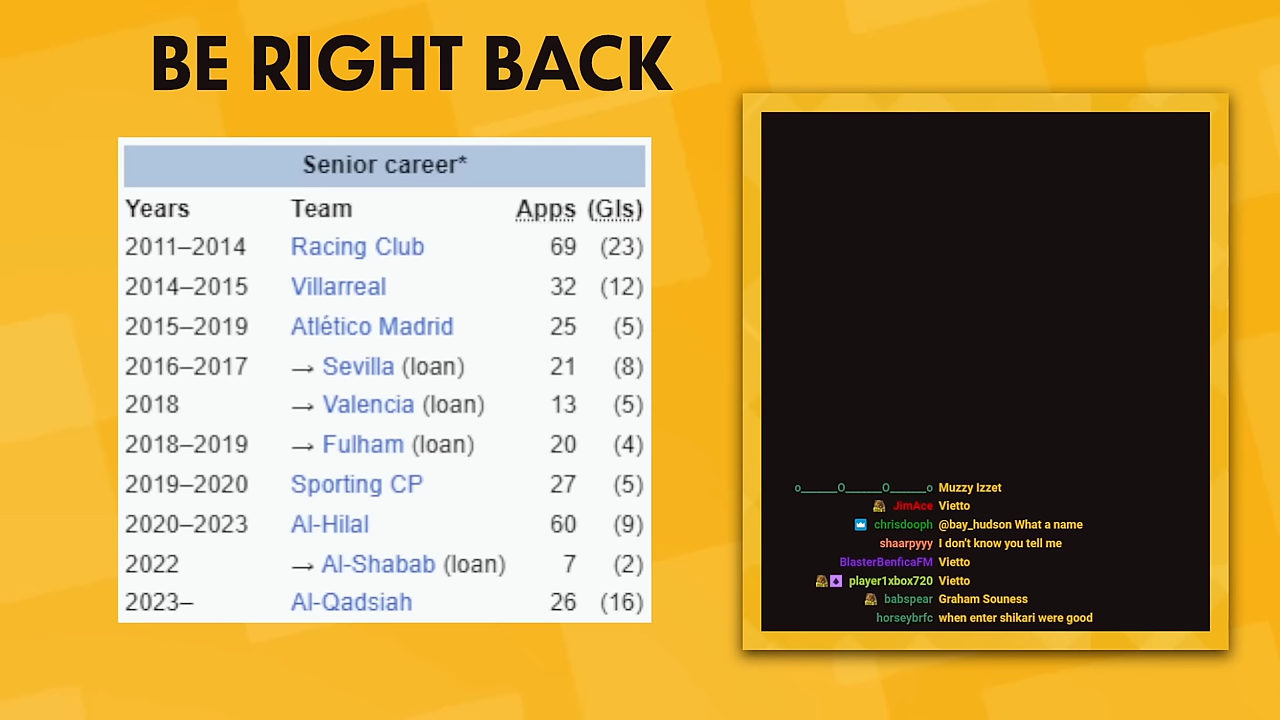 BE RIGHT BACK
Senior career*
Years Team Apps (Gls)
2011–2014 Racing Club 69 (23)
2014–2015 Villarreal 32 (12)
2015–2019 Atlético Madrid 25 (5)
2016–2017 → Sevilla (loan) 21 (8)
2018 → Valencia (loan) 13 (5)
2018–2019 → Fulham (loan) 20 (4)
2019–2020 Sporting CP 27 (5)
2020–2023 Al-Hilal 60 (9)
2022 → Al-Shabab (loan) 7 (2)
2023– Al-Qadsiah 26 (16)
o______O______O______o Muzzy Izzet
JimAce Vietto
chrisdooph @bay_hudson What a name
shaarpyyy I don't know you tell me
BlasterBenficaFM Vietto
player1xbox720 Vietto
babspear Graham Souness
horseybrfc when enter shikari were good